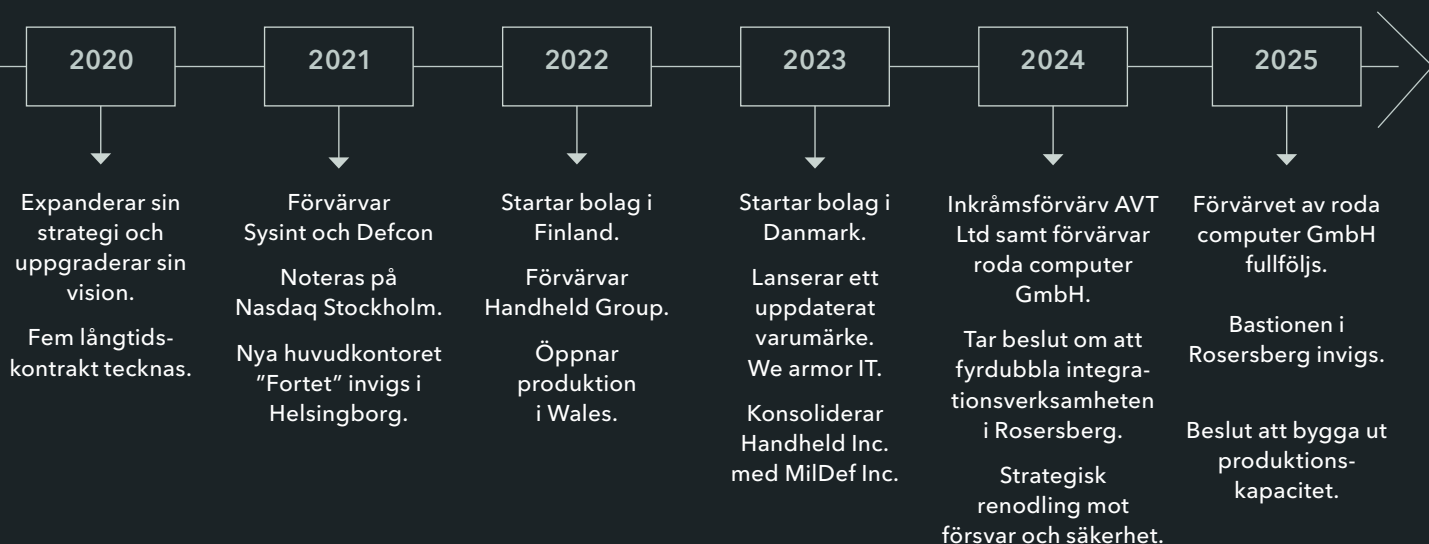 2020
Expanderar sin
strategi och
uppgraderar sin
vision.
Fem långtids-
kontrakt tecknas.
2021
Förvärvar
Sysint och Defcon
Noteras på
Nasdaq Stockholm.
Nya huvudkontoret
”Fortet” invigs i
Helsingborg.
2022
Startar bolag i
Finland.
Förvärvar
Handheld Group.
Öppnar
produktion
i Wales.
2023
Startar bolag i
Danmark.
Lanserar ett
uppdaterat
varumärke.
We armor IT.
Konsoliderar
Handheld Inc.
med MilDef Inc.
2024
Inkråmsförvärv AVT
Ltd samt förvärvar
roda computer
GmbH.
Tar beslut om att
fyrdubbla integra-
tionsverksamheten
i Rosersberg.
Strategisk
renodling mot
försvar och säkerhet.
2025
Förvärvet av roda
computer GmbH
fullföljs.
Bastionen i
Rosersberg invigs.
Beslut att bygga ut
produktions-
kapacitet.